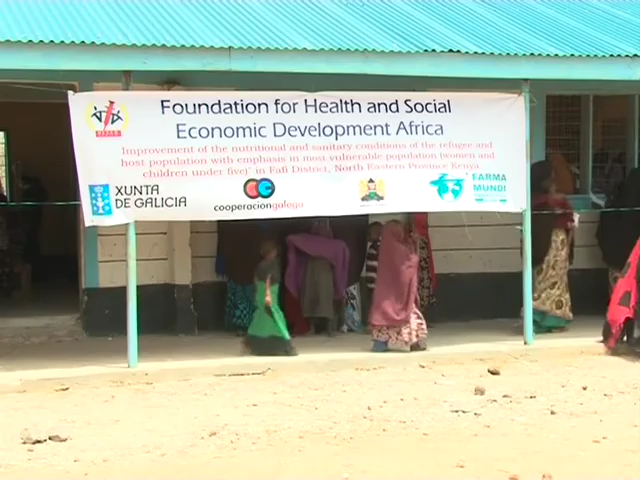 Foundation for Health and Social
Economic Development Africa
Improvement of the nutritional and sanitary conditions of the refugee and
host population with emphasis in most vulnerable population (women and
children under five)" in Fafi District, North Eastern Province Kenya
XUNTA
DE GALICIA
cooperacióngalega
FARMA
MUNDI